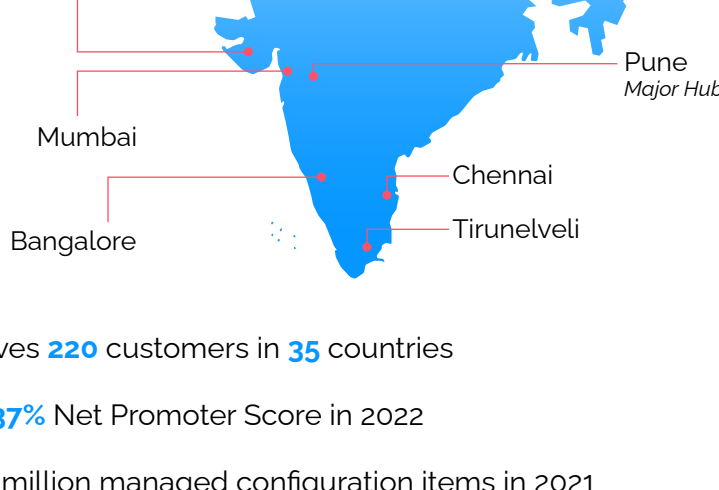 Pune
Major Hub
Mumbai
Chennai
Tirunelveli
Bangalore
220 customers in 35 countries
37% Net Promoter Score in 2022
million managed configuration items in 2021